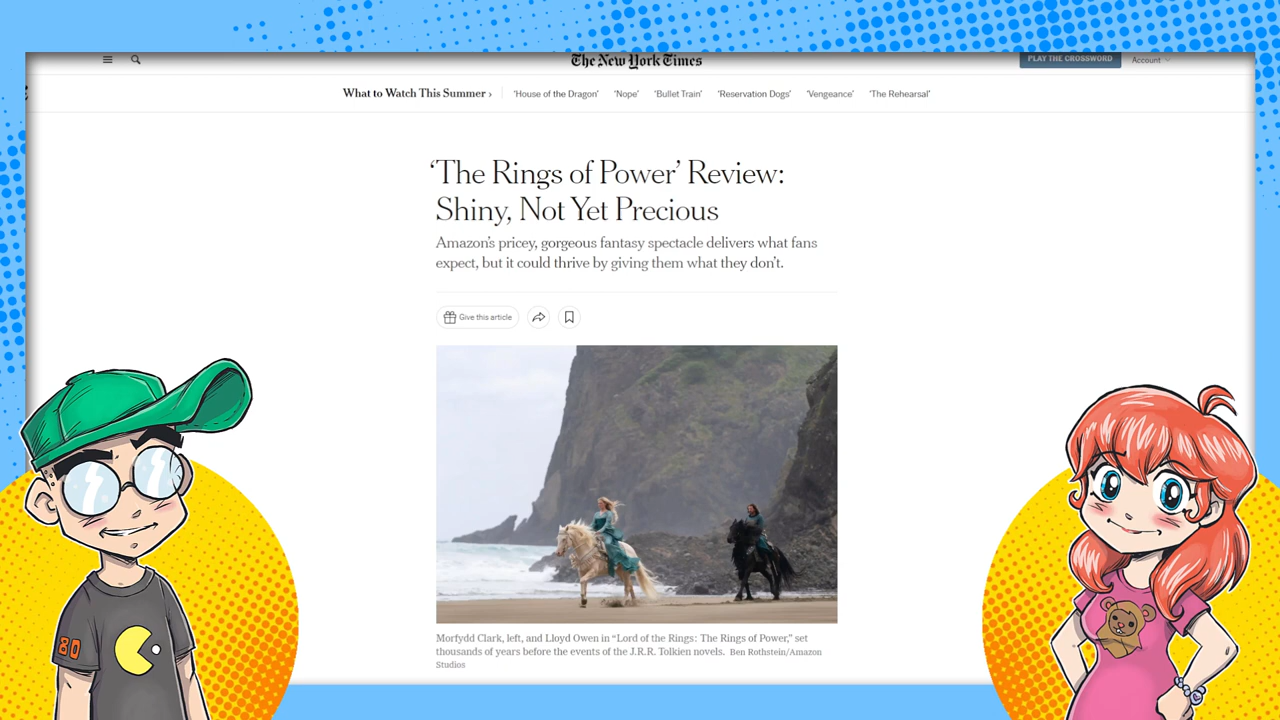 The New York Times
PLAY THE CROSSWORD
Account
What to Watch This Summer ›
'House of the Dragon'
'Nope'
'Bullet Train'
'Reservation Dogs'
'Vengeance'
'The Rehearsal'
‘The Rings of Power’ Review:
Shiny, Not Yet Precious
Amazon’s pricey, gorgeous fantasy spectacle delivers what fans
expect, but it could thrive by giving them what they don’t.
Give this article
Morfydd Clark, left, and Lloyd Owen in “Lord of the Rings: The Rings of Power,” set
thousands of years before the events of the J.R.R. Tolkien novels. Ben Rothstein/Amazon
Studios
80